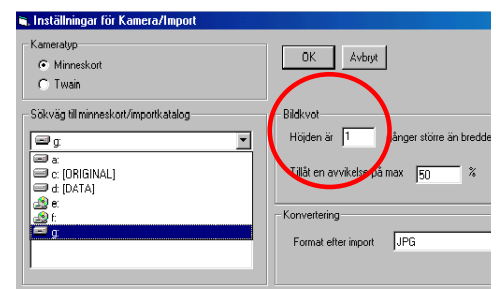 Inställningar för Kamera/Import
Kameratyp
Minneskort
Twain
OK
Avbryt
Sökväg till minneskort/importkatalog
g:
a:
c: [ORIGINAL]
d: [DATA]
e:
f:
g:
Bildkvot
Höjden är 1 gånger större än bredde
Tillåt en avvikelse på max 50 %
Konvertering
Format efter import JPG